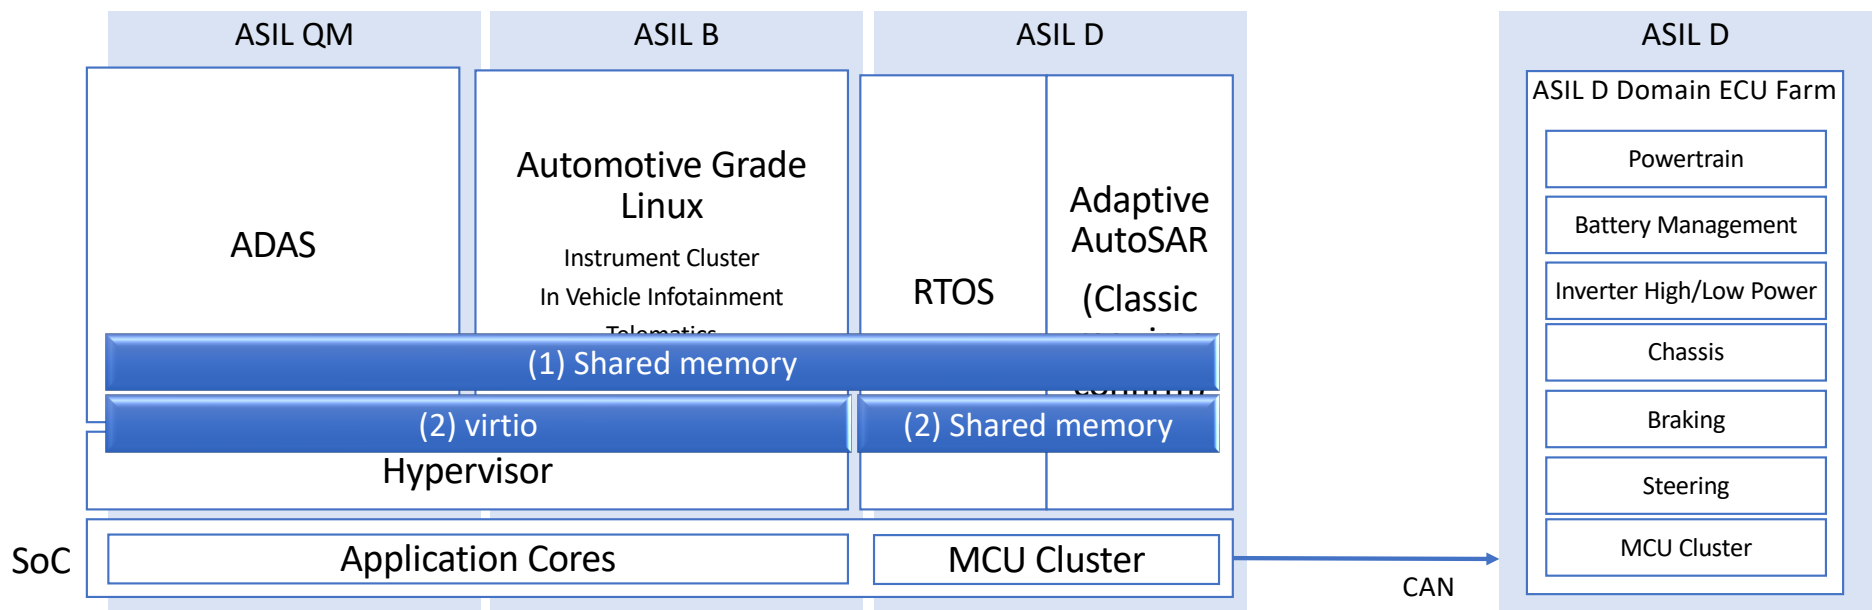 ASIL QM
ASIL B
ASIL D
ASIL D
ADAS
Automotive Grade
Linux
Instrument Cluster
In Vehicle Infotainment
Telematics
RTOS
Adaptive
AutoSAR
(Classic
(1) Shared memory
(2) virtio
(2) Shared memory
Hypervisor
SoC
Application Cores
MCU Cluster
CAN
ASIL D Domain ECU Farm
Powertrain
Battery Management
Inverter High/Low Power
Chassis
Braking
Steering
MCU Cluster